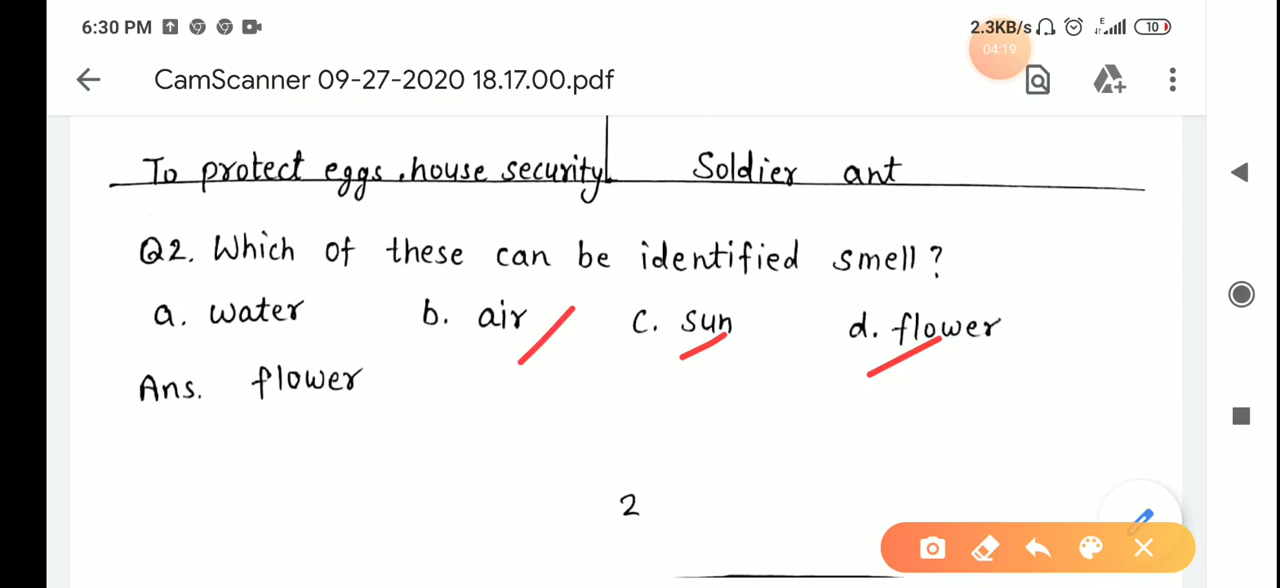 6:30 PM
2.3KB/s
E
10
04:19
CamScanner 09-27-2020 18.17.00.pdf
To protect eggs, house security Soldier ant
Q2. Which of these can be identified smell?
a. water b. air c. sun d. flower
Ans. flower
2